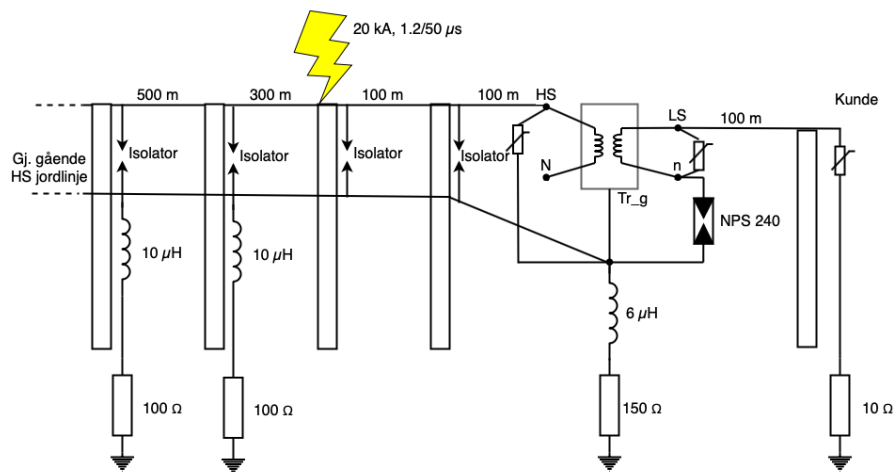 20 kA, 1.2/50 µs
500 m
300 m
100 m
100 m
HS
LS
100 m
Kunde
Gj. gående
HS jordlinje
Isolator
Isolator
Isolator
Isolator
r
N
n
Tr_g
NPS 240
10 µH
10 µH
6 µH
100 Ω
100 Ω
150 Ω
10 Ω